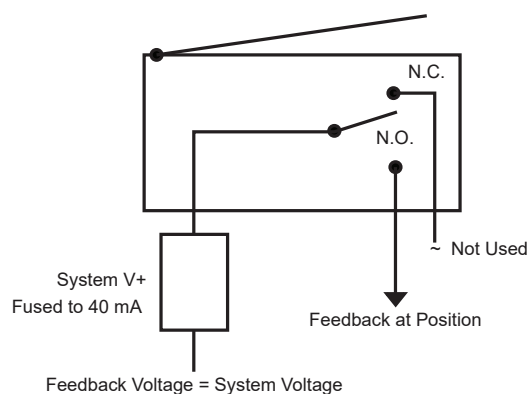 N.C.
N.O.
~ Not Used
System V+
Fused to 40 mA
Feedback at Position
Feedback Voltage = System Voltage